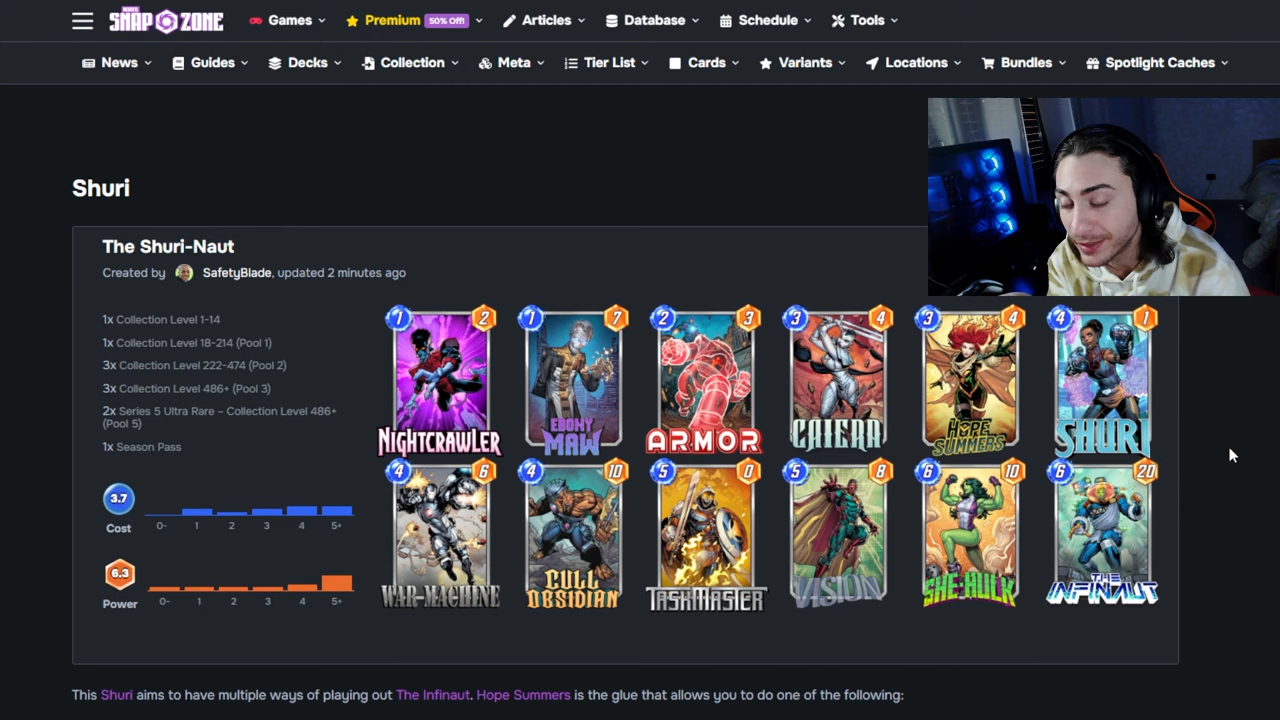 MARVEL SNAP ZONE Games Premium 50% Off! Articles Database Schedule Tools
News Guides Decks Collection Meta Tier List Cards Variants Locations Bundles Spotlight Caches
Shuri
The Shuri-Naut
Created by SafetyBlade, updated 2 minutes ago
1x Collection Level 1-14
1x Collection Level 18-214 (Pool 1)
3x Collection Level 222-474 (Pool 2)
3x Collection Level 486+ (Pool 3)
2x Series 5 Ultra Rare – Collection Level 486+
(Pool 5)
1x Season Pass
3.7
Cost
0- 1 2 3 4 5+
6.3
Power
0- 1 2 3 4 5+
1 2 1 7 2 3 3 4 3 4 4 1
NIGHTCRAWLER EBONY MAW ARMOR CAIERA HOPE SUMMERS SHURI
4 6 4 10 5 0 5 8 6 10 6 20
WAR-MACHINE CULL OBSIDIAN TASKMASTER VISION SHE-HULK THE INFINAUT
This Shuri aims to have multiple ways of playing out The Infinaut. Hope Summers is the glue that allows you to do one of the following: